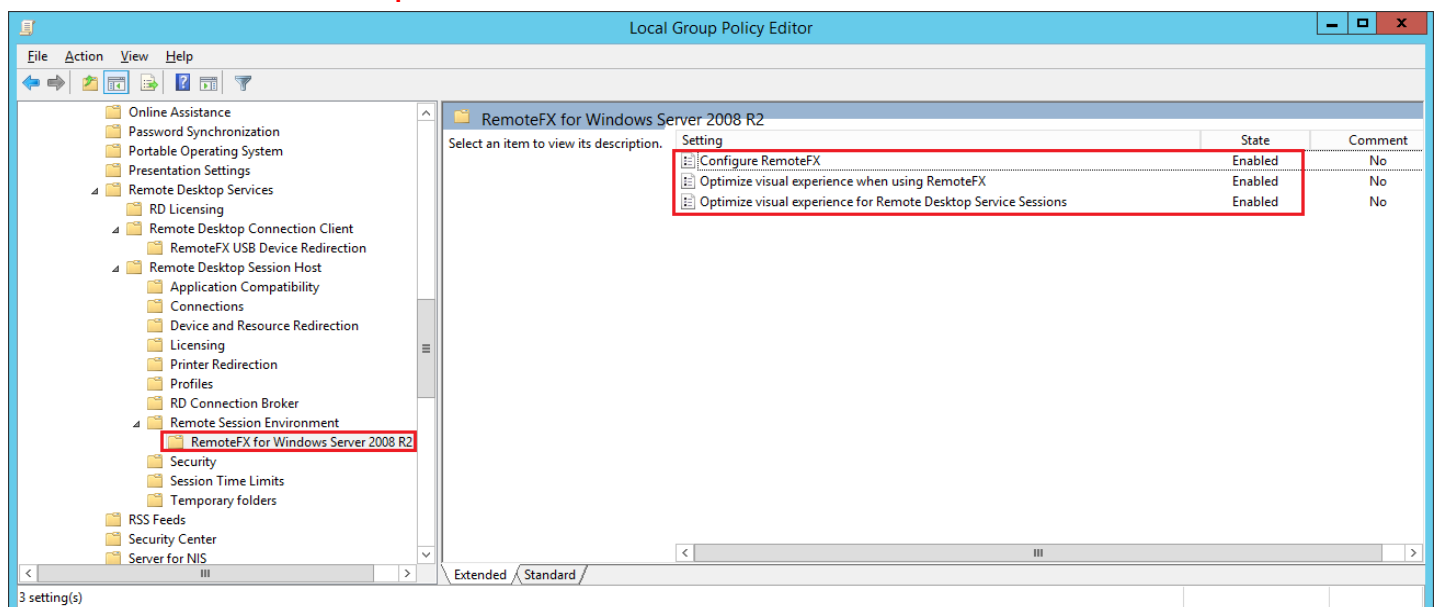 Local Group Policy Editor
File Action View Help
Online Assistance
Password Synchronization
Portable Operating System
Presentation Settings
Remote Desktop Services
RD Licensing
Remote Desktop Connection Client
RemoteFX USB Device Redirection
Remote Desktop Session Host
Application Compatibility
Connections
Device and Resource Redirection
Licensing
Printer Redirection
Profiles
RD Connection Broker
Remote Session Environment
RemoteFX for Windows Server 2008 R2
Security
Session Time Limits
Temporary folders
RSS Feeds
Security Center
Server for NIS
RemoteFX for Windows Server 2008 R2
Select an item to view its description.
Setting State Comment
Configure RemoteFX Enabled No
Optimize visual experience when using RemoteFX Enabled No
Optimize visual experience for Remote Desktop Service Sessions Enabled No
Extended Standard
3 setting(s)